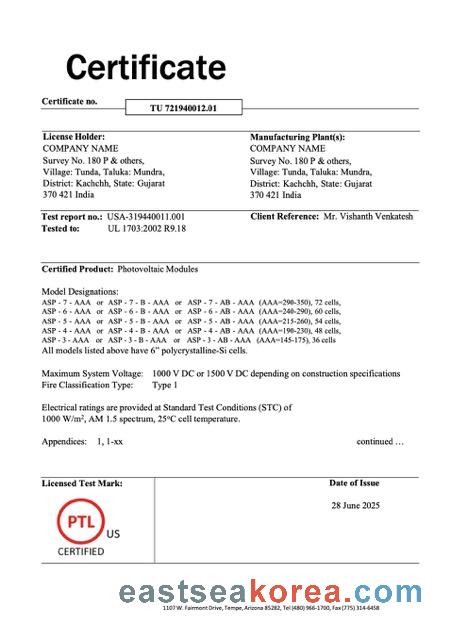 Certificate
Certificate no.
TU 721940012.01
License Holder:
COMPANY NAME
Survey No. 180 P & others,
Village: Tunda, Taluka: Mundra,
District: Kachchh, State: Gujarat
370 421 India
Manufacturing Plant(s):
COMPANY NAME
Survey No. 180 P & others,
Village: Tunda, Taluka: Mundra,
District: Kachchh, State: Gujarat
370 421 India
Test report no.: USA-319440011.001
Tested to: UL 1703:2002 R9.18
Client Reference: Mr. Vishanth Venkatesh
Certified Product: Photovoltaic Modules
Model Designations:
ASP - 7 - AAA or ASP - 7 - B - AAA or ASP - 7 - AB - AAA (AAA=290-350), 72 cells,
ASP - 6 - AAA or ASP - 6 - B - AAA or ASP - 6 - AB - AAA (AAA=240-290), 60 cells,
ASP - 5 - AAA or ASP - 5 - B - AAA or ASP - 5 - AB - AAA (AAA=215-260), 54 cells,
ASP - 4 - AAA or ASP - 4 - B - AAA or ASP - 4 - AB - AAA (AAA=190-230), 48 cells,
ASP - 3 - AAA or ASP - 3 - B - AAA or ASP - 3 - AB - AAA (AAA=145-175), 36 cells
All models listed above have 6” polycrystalline-Si cells.
Maximum System Voltage: 1000 V DC or 1500 V DC depending on construction specifications
Fire Classification Type: Type 1
Electrical ratings are provided at Standard Test Conditions (STC) of
1000 W/m², AM 1.5 spectrum, 25°C cell temperature.
Appendices: 1, 1-xx
continued …
Licensed Test Mark:
Date of Issue
28 June 2025
PTL
US
CERTIFIED
eastseakorea.com
1107 W. Fairmont Drive, Tempe, Arizona 85282, Tel (480) 966-1700, Fax (775) 314-6458